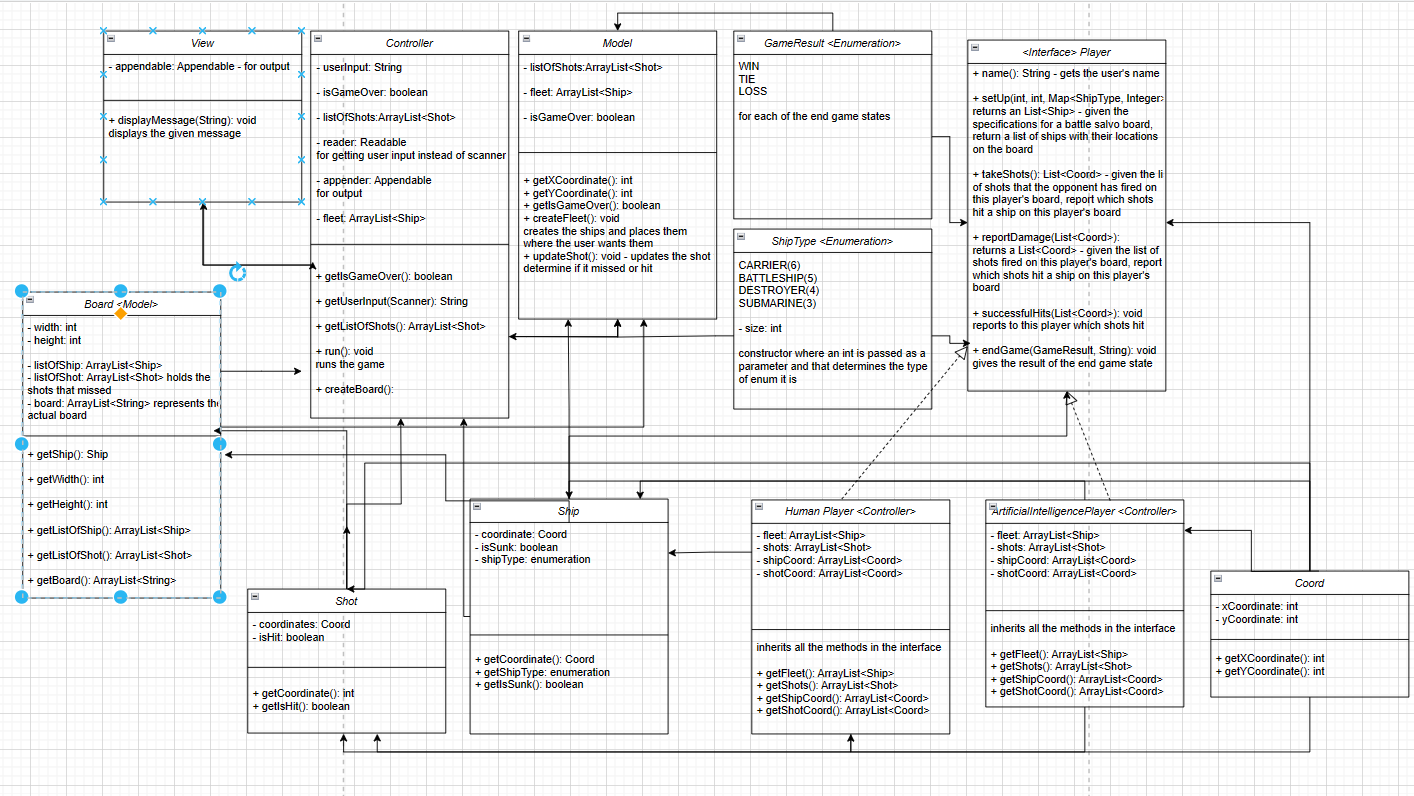 View
- appendable: Appendable - for output
+ displayMessage(String): void
displays the given message
Controller
- userInput: String
- isGameOver: boolean
- listOfShots:ArrayList<Shot>
- reader: Readable
for getting user input instead of scanner
- appender: Appendable
for output
- fleet: ArrayList<Ship>
+ getIsGameOver(): boolean
+ getUserInput(Scanner): String
+ getListOfShots(): ArrayList<Shot>
+ run(): void
runs the game
+ createBoard():
Model
- listOfShots:ArrayList<Shot>
- fleet: ArrayList<Ship>
- isGameOver: boolean
+ getXCoordinate(): int
+ getYCoordinate(): int
+ getIsGameOver(): boolean
+ createFleet(): void
creates the ships and places them
where the user wants them
+ updateShot(): void - updates the shot
determine if it missed or hit
GameResult <Enumeration>
WIN
TIE
LOSS
for each of the end game states
ShipType <Enumeration>
CARRIER(6)
BATTLESHIP(5)
DESTROYER(4)
SUBMARINE(3)
- size: int
constructor where an int is passed as a
parameter and that determines the type
of enum it is
<Interface> Player
+ name(): String - gets the user's name
+ setUp(int, int, Map<ShipType, Integer>
returns an List<Ship> - given the
specifications for a battle salvo board,
return a list of ships with their locations
on the board
+ takeShots(): List<Coord> - given the li
of shots that the opponent has fired on
this player's board, report which shots
hit a ship on this player's board
+ reportDamage(List<Coord>):
returns a List<Coord> - given the list of
shots fired on this player's board, report
which shots hit a ship on this player's
board
+ successfulHits(List<Coord>): void
reports to this player which shots hit
+ endGame(GameResult, String): void
gives the result of the end game state
Board <Model>
- width: int
- height: int
- listOfShip: ArrayList<Ship>
- listOfShot: ArrayList<Shot> holds the
shots that missed
- board: ArrayList<String> represents the
actual board
+ getShip(): Ship
+ getWidth(): int
+ getHeight(): int
+ getListOfShip(): ArrayList<Ship>
+ getListOfShot(): ArrayList<Shot>
+ getBoard(): ArrayList<String>
Shot
- coordinates: Coord
- isHit: boolean
+ getCoordinate(): int
+ getIsHit(): boolean
Ship
- coordinate: Coord
- isSunk: boolean
- shipType: enumeration
+ getCoordinate(): Coord
+ getShipType: enumeration
+ getIsSunk(): boolean
Human Player <Controller>
- fleet: ArrayList<Ship>
- shots: ArrayList<Shot>
- shipCoord: ArrayList<Coord>
- shotCoord: ArrayList<Coord>
inherits all the methods in the interface
+ getFleet(): ArrayList<Ship>
+ getShots(): ArrayList<Shot>
+ getShipCoord(): ArrayList<Coord>
+ getShotCoord(): ArrayList<Coord>
ArtificialIntelligencePlayer <Controller>
- fleet: ArrayList<Ship>
- shots: ArrayList<Shot>
- shipCoord: ArrayList<Coord>
- shotCoord: ArrayList<Coord>
inherits all the methods in the interface
+ getFleet(): ArrayList<Ship>
+ getShots(): ArrayList<Shot>
+ getShipCoord(): ArrayList<Coord>
+ getShotCoord(): ArrayList<Coord>
Coord
- xCoordinate: int
- yCoordinate: int
+ getXCoordinate(): int
+ getYCoordinate(): int